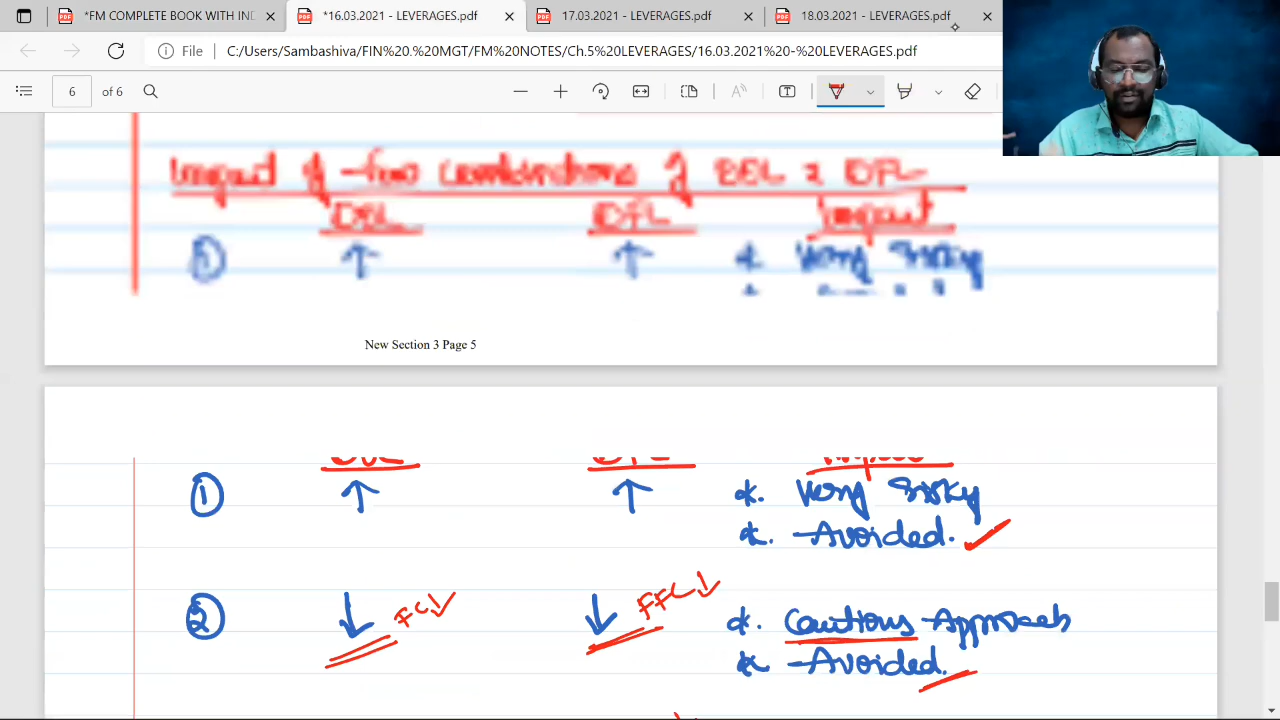 *FM COMPLETE BOOK WITH IND
*16.03.2021 - LEVERAGES.pdf
17.03.2021 - LEVERAGES.pdf
18.03.2021 - LEVERAGES.pdf
File
C:/Users/Sambashiva/FIN%20.%20MGT/FM%20NOTES/Ch.5%20LEVERAGES/16.03.2021%20-%20LEVERAGES.pdf
6 of 6
Impact of few Combinations of DOL & DFL
DOL DFL Impact
① ↑ ↑ * Very Risky
New Section 3 Page 5
① ↑ ↑ *. Very Risky
*. Avoided. ✓
② ↓ FC↓ ↓ FFC↓ *. Cautious Approach
* Avoided.